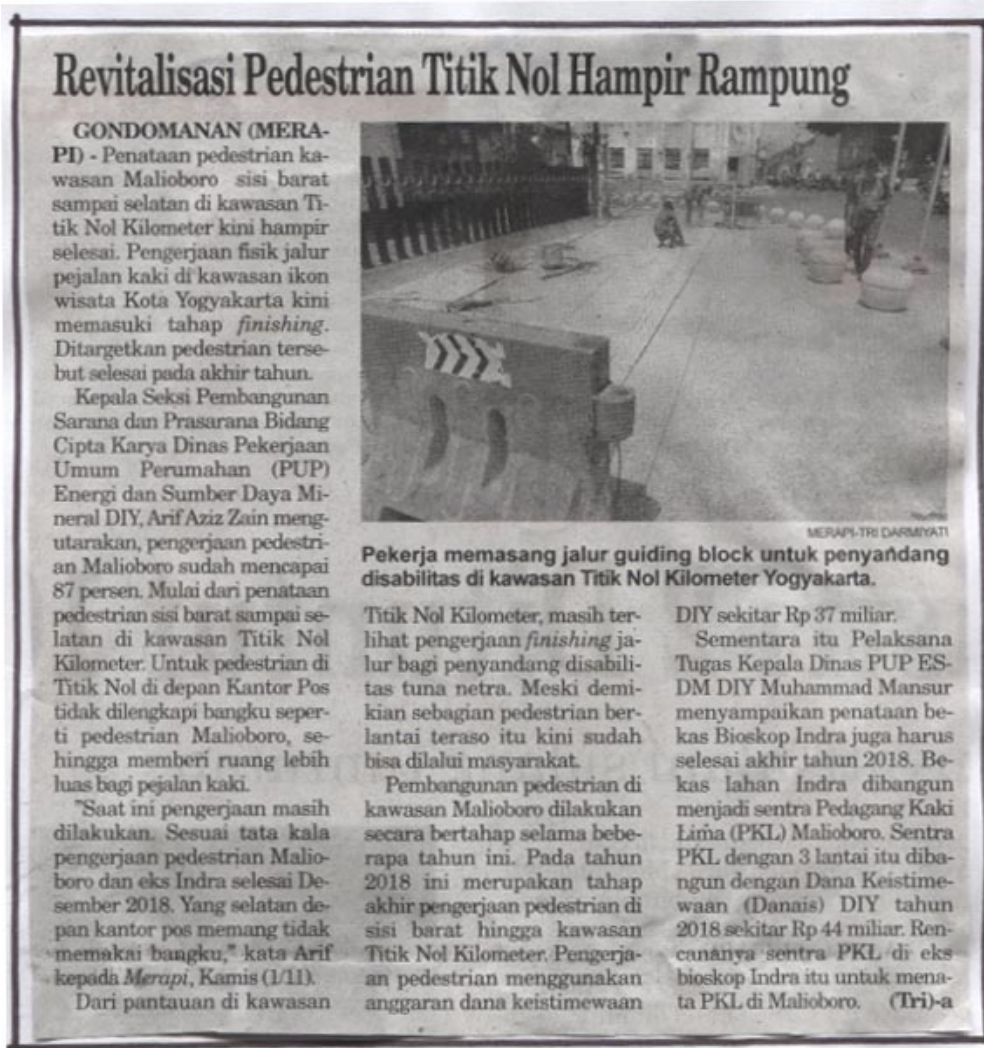 Revitalisasi Pedestrian Titik Nol Hampir Rampung
GONDOMANAN (MERA-
PI) - Penataan pedestrian ka-
wasan Malioboro sisi barat
sampai selatan di kawasan Ti-
tik Nol Kilometer kini hampir
selesai. Pengerjaan fisik jalur
pejalan kaki di kawasan ikon
wisata Kota Yogyakarta kini
memasuki tahap finishing.
Ditargetkan pedestrian terse-
but selesai pada akhir tahun.
Kepala Seksi Pembangunan
Sarana dan Prasarana Bidang
Cipta Karya Dinas Pekerjaan
Umum Perumahan (PUP)
Energi dan Sumber Daya Mi-
neral DIY, Arif Aziz Zain meng-
utarakan, pengerjaan pedestri-
an Malioboro sudah mencapai
87 persen. Mulai dari penataan
pedestrian sisi barat sampai se-
latan di kawasan Titik Nol
Kilometer. Untuk pedestrian di
Titik Nol di depan Kantor Pos
tidak dilengkapi bangku seper-
ti pedestrian Malioboro, se-
hingga memberi ruang lebih
luas bagi pejalan kaki.
"Saat ini pengerjaan masih
dilakukan. Sesuai tata kala
pengerjaan pedestrian Malio-
boro dan eks Indra selesai De-
sember 2018. Yang selatan de-
pan kantor pos memang tidak
memakai bangku," kata Arif
kepada Merapi, Kamis (1/11).
Dari pantauan di kawasan
MERAPI-TRI DARMIYATI
Pekerja memasang jalur guiding block untuk penyandang
disabilitas di kawasan Titik Nol Kilometer Yogyakarta.
Titik Nol Kilometer, masih ter-
lihat pengerjaan finishing ja-
lur bagi penyandang disabili-
tas tuna netra. Meski demi-
kian sebagian pedestrian ber-
lantai teraso itu kini sudah
bisa dilalui masyarakat.
Pembangunan pedestrian di
kawasan Malioboro dilakukan
secara bertahap selama bebe-
rapa tahun ini. Pada tahun
2018 ini merupakan tahap
akhir pengerjaan pedestrian di
sisi barat hingga kawasan
Titik Nol Kilometer. Pengerja-
an pedestrian menggunakan
anggaran dana keistimewaan
DIY sekitar Rp 37 miliar.
Sementara itu Pelaksana
Tugas Kepala Dinas PUP ES-
DM DIY Muhammad Mansur
menyampaikan penataan be-
kas Bioskop Indra juga harus
selesai akhir tahun 2018. Be-
kas lahan Indra dibangun
menjadi sentra Pedagang Kaki
Lima (PKL) Malioboro. Sentra
PKL dengan 3 lantai itu diba-
ngun dengan Dana Keistime-
waan (Danais) DIY tahun
2018 sekitar Rp 44 miliar. Ren-
cananya sentra PKL di eks
bioskop Indra itu untuk mena-
ta PKL di Malioboro. (Tri)-a